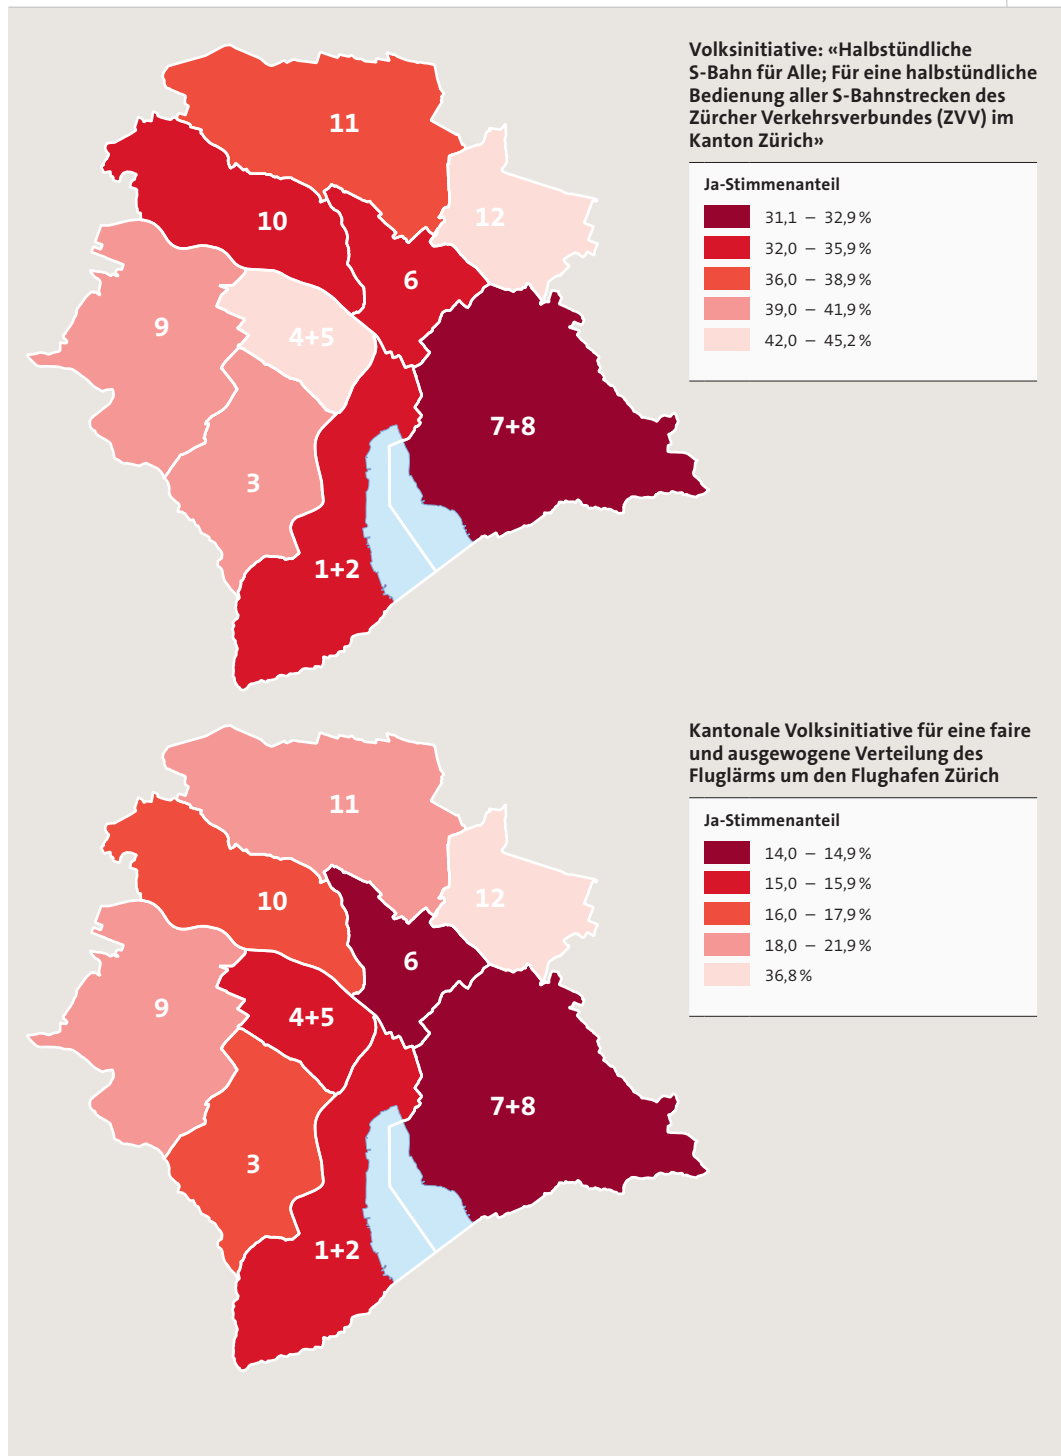 Volksinitiative: «Halbstündliche
S-Bahn für Alle; Für eine halbstündliche
Bedienung aller S-Bahnstrecken des
Zürcher Verkehrsverbundes (ZVV) im
Kanton Zürich»
Ja-Stimmenanteil
31,1 – 32,9 %
32,0 – 35,9 %
36,0 – 38,9 %
39,0 – 41,9 %
42,0 – 45,2 %
11
12
10
6
9
4+5
7+8
3
1+2
Kantonale Volksinitiative für eine faire
und ausgewogene Verteilung des
Fluglärms um den Flughafen Zürich
Ja-Stimmenanteil
14,0 – 14,9 %
15,0 – 15,9 %
16,0 – 17,9 %
18,0 – 21,9 %
36,8 %
11
12
10
6
9
4+5
7+8
3
1+2